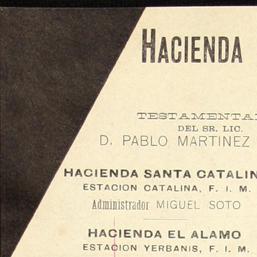 HACIENDA
TESTAMENTA
DEL SR. LIC.
D. PABLO MARTINEZ
HACIENDA SANTA CATALIN
ESTACION CATALINA, F. I. M.
Administrador MIGUEL SOTO
HACIENDA EL ALAMO
ESTACION YERBANIS, F. I. M.